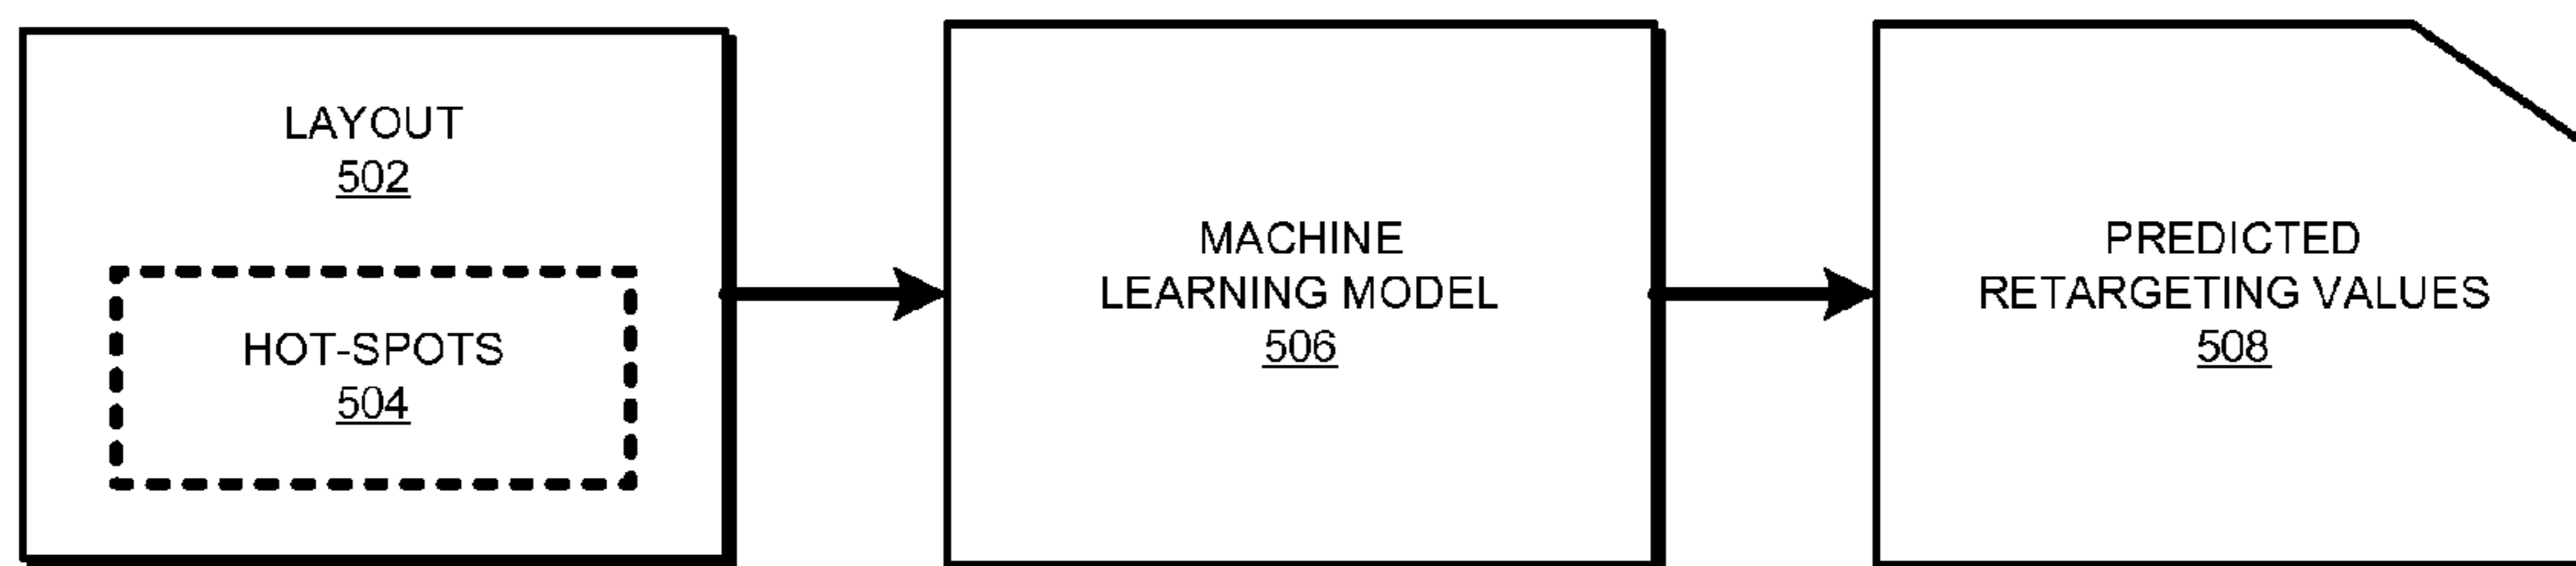 LAYOUT
502
HOT-SPOTS
504
MACHINE
LEARNING MODEL
506
PREDICTED
RETARGETING VALUES
508